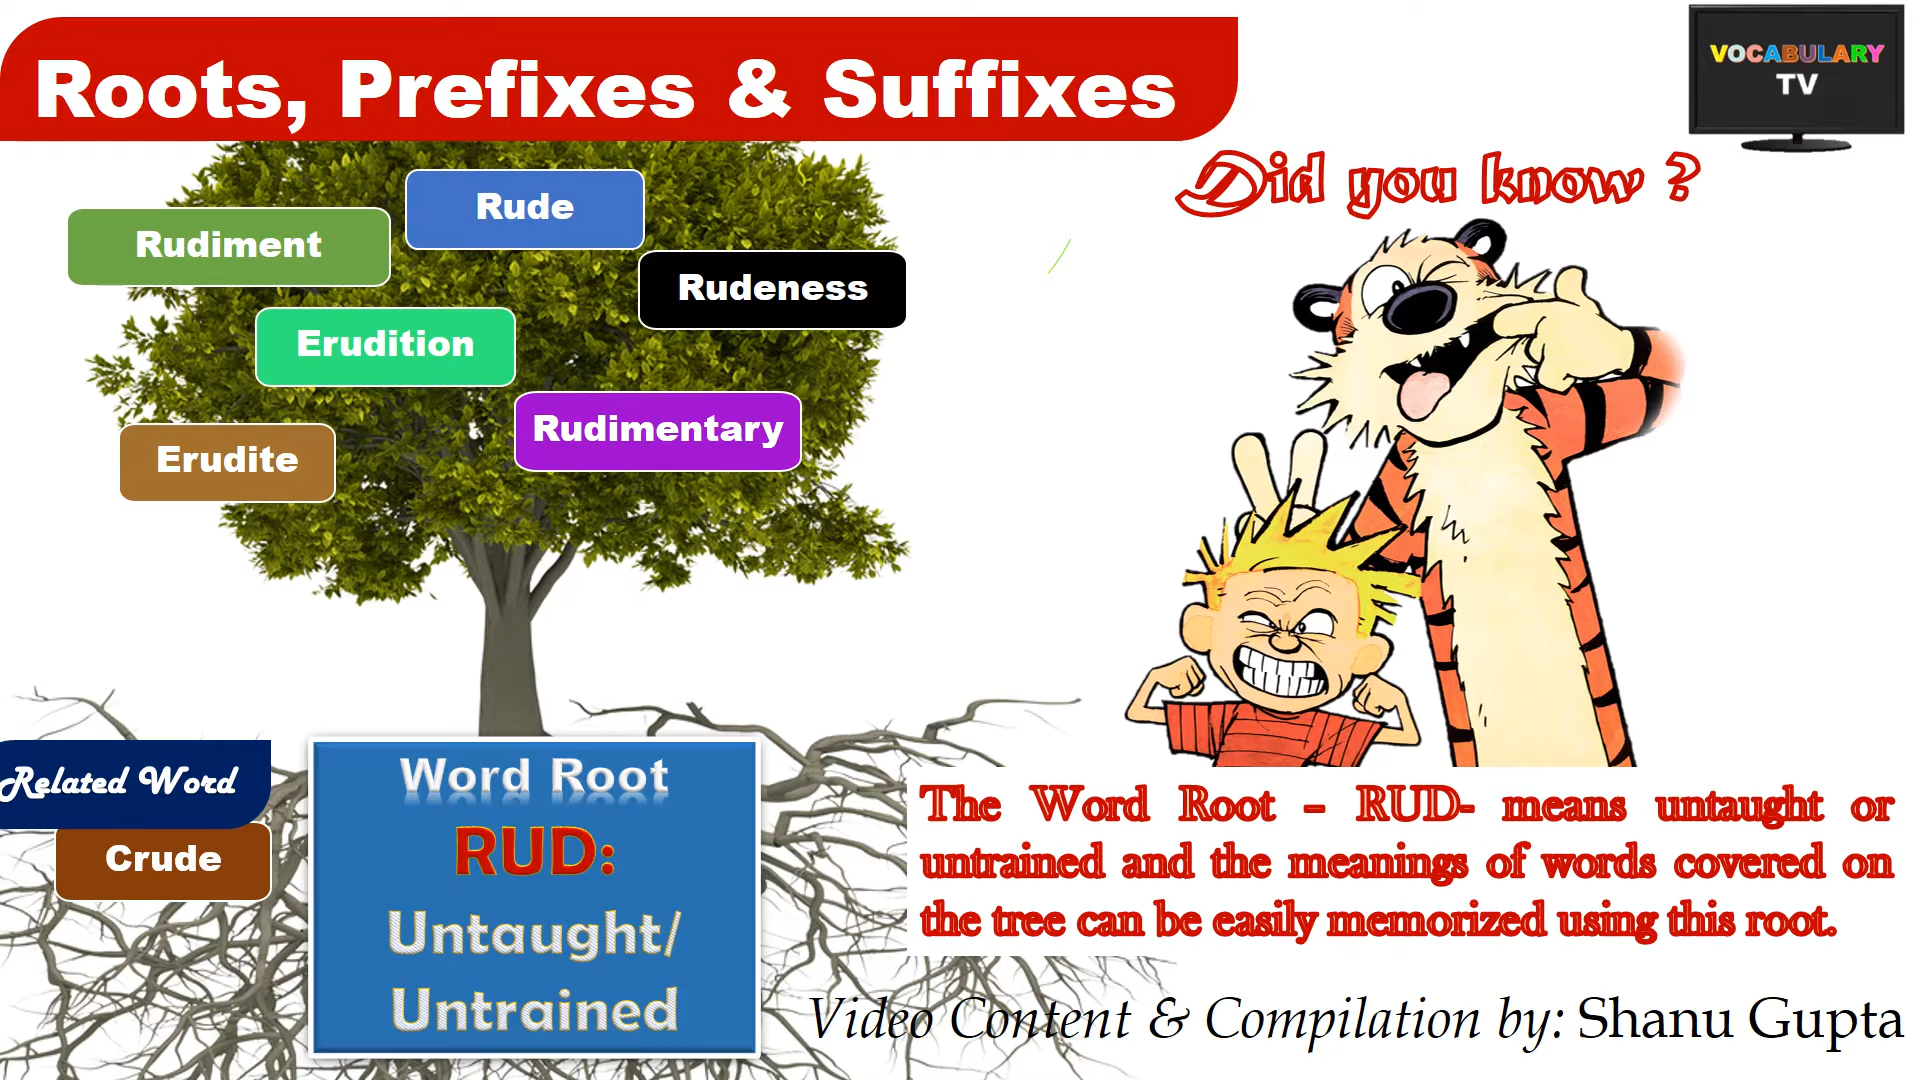 Roots, Prefixes & Suffixes
VOCABULARY
TV
Did you know ?
Rude
Rudiment
Rudeness
Erudition
Rudimentary
Erudite
Related Word
Crude
Word Root
RUD:
Untaught/
Untrained
The Word Root – RUD- means untaught or
untrained and the meanings of words covered on
the tree can be easily memorized using this root.
Video Content & Compilation by: Shanu Gupta